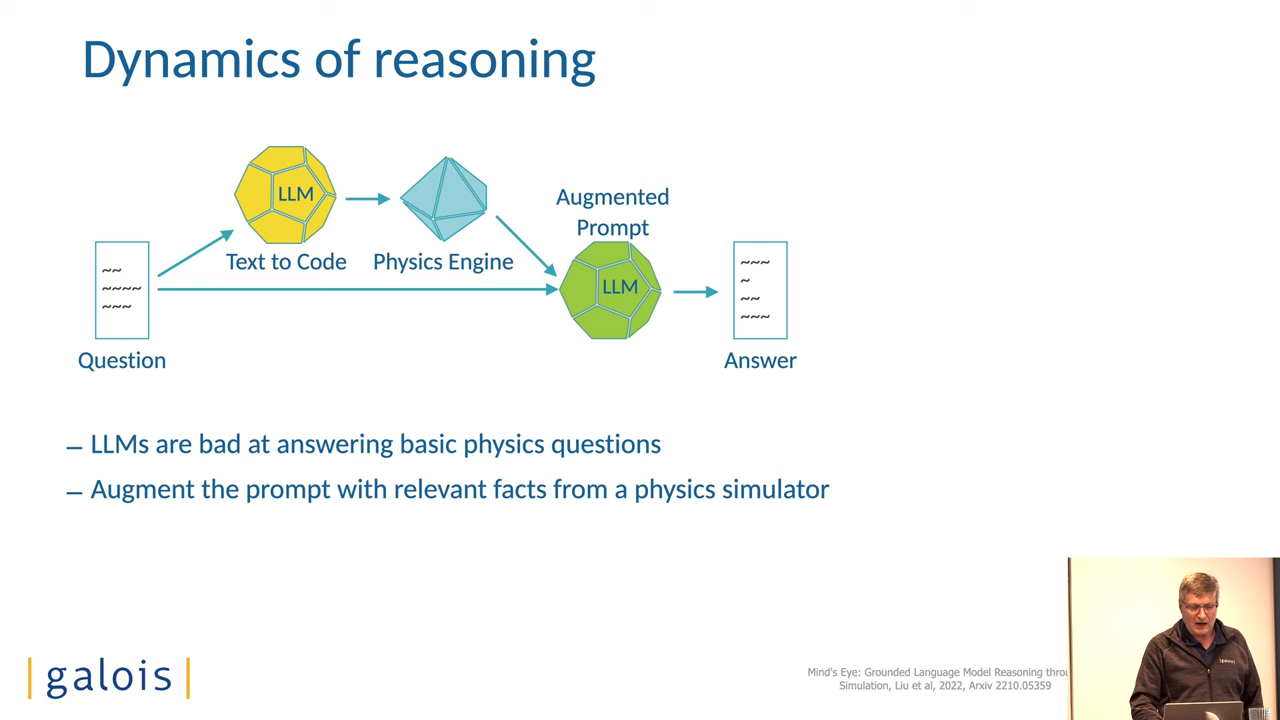 Dynamics of reasoning
LLM
Augmented
Prompt
Text to Code
Physics Engine
~~
~~~~
~~~
LLM
~~~
~
~~
~~~
Question
Answer
– LLMs are bad at answering basic physics questions
– Augment the prompt with relevant facts from a physics simulator
|galois|
Mind's Eye: Grounded Language Model Reasoning
Simulation, Liu et al, 2022, Arxiv 2210.05359